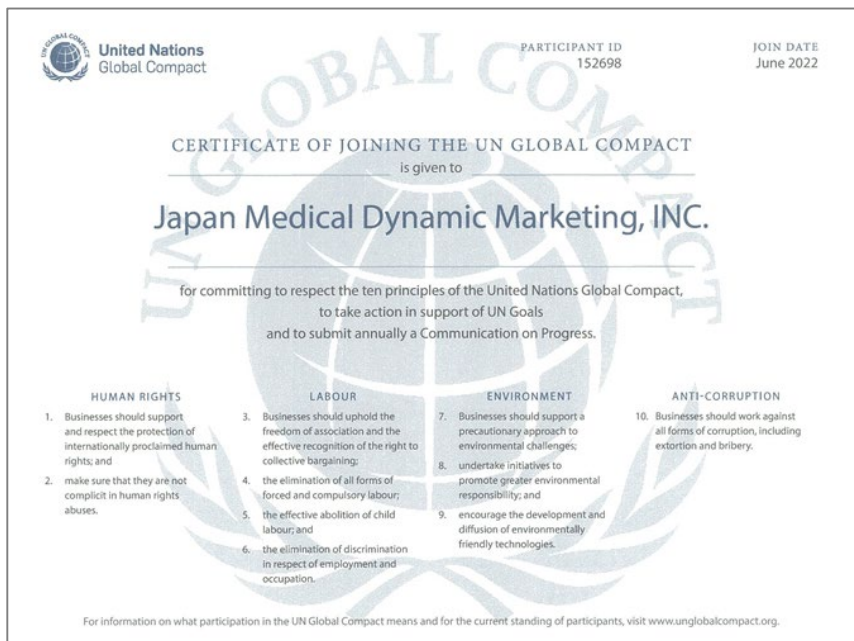 UN GLOBAL COMPACT
United Nations
Global Compact
PARTICIPANT ID
152698
JOIN DATE
June 2022
UN GLOBAL COMPACT
CERTIFICATE OF JOINING THE UN GLOBAL COMPACT
is given to
Japan Medical Dynamic Marketing, INC.
for committing to respect the ten principles of the United Nations Global Compact,
to take action in support of UN Goals
and to submit annually a Communication on Progress.
HUMAN RIGHTS
1. Businesses should support
and respect the protection of
internationally proclaimed human
rights; and
2. make sure that they are not
complicit in human rights
abuses.
LABOUR
3. Businesses should uphold the
freedom of association and the
effective recognition of the right to
collective bargaining;
4. the elimination of all forms of
forced and compulsory labour;
5. the effective abolition of child
labour; and
6. the elimination of discrimination
in respect of employment and
occupation.
ENVIRONMENT
7. Businesses should support a
precautionary approach to
environmental challenges;
8. undertake initiatives to
promote greater environmental
responsibility; and
9. encourage the development and
diffusion of environmentally
friendly technologies.
ANTI-CORRUPTION
10. Businesses should work against
all forms of corruption, including
extortion and bribery.
For information on what participation in the UN Global Compact means and for the current standing of participants, visit www.unglobalcompact.org.